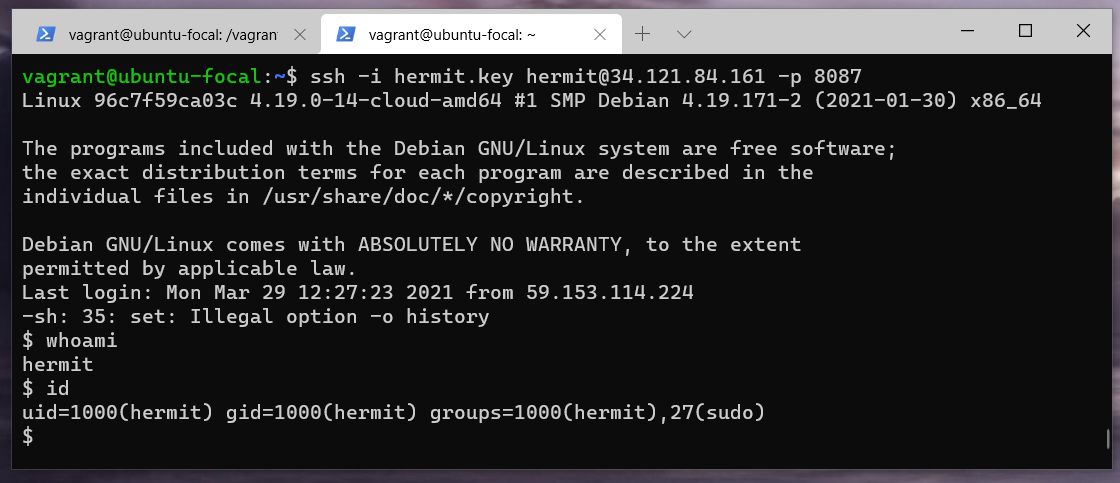 vagrant@ubuntu-focal: /vagran
vagrant@ubuntu-focal: ~
vagrant@ubuntu-focal:~$ ssh -i hermit.key hermit@34.121.84.161 -p 8087
Linux 96c7f59ca03c 4.19.0-14-cloud-amd64 #1 SMP Debian 4.19.171-2 (2021-01-30) x86_64
The programs included with the Debian GNU/Linux system are free software;
the exact distribution terms for each program are described in the
individual files in /usr/share/doc/*/copyright.
Debian GNU/Linux comes with ABSOLUTELY NO WARRANTY, to the extent
permitted by applicable law.
Last login: Mon Mar 29 12:27:23 2021 from 59.153.114.224
-sh: 35: set: Illegal option -o history
$ whoami
hermit
$ id
uid=1000(hermit) gid=1000(hermit) groups=1000(hermit),27(sudo)
$